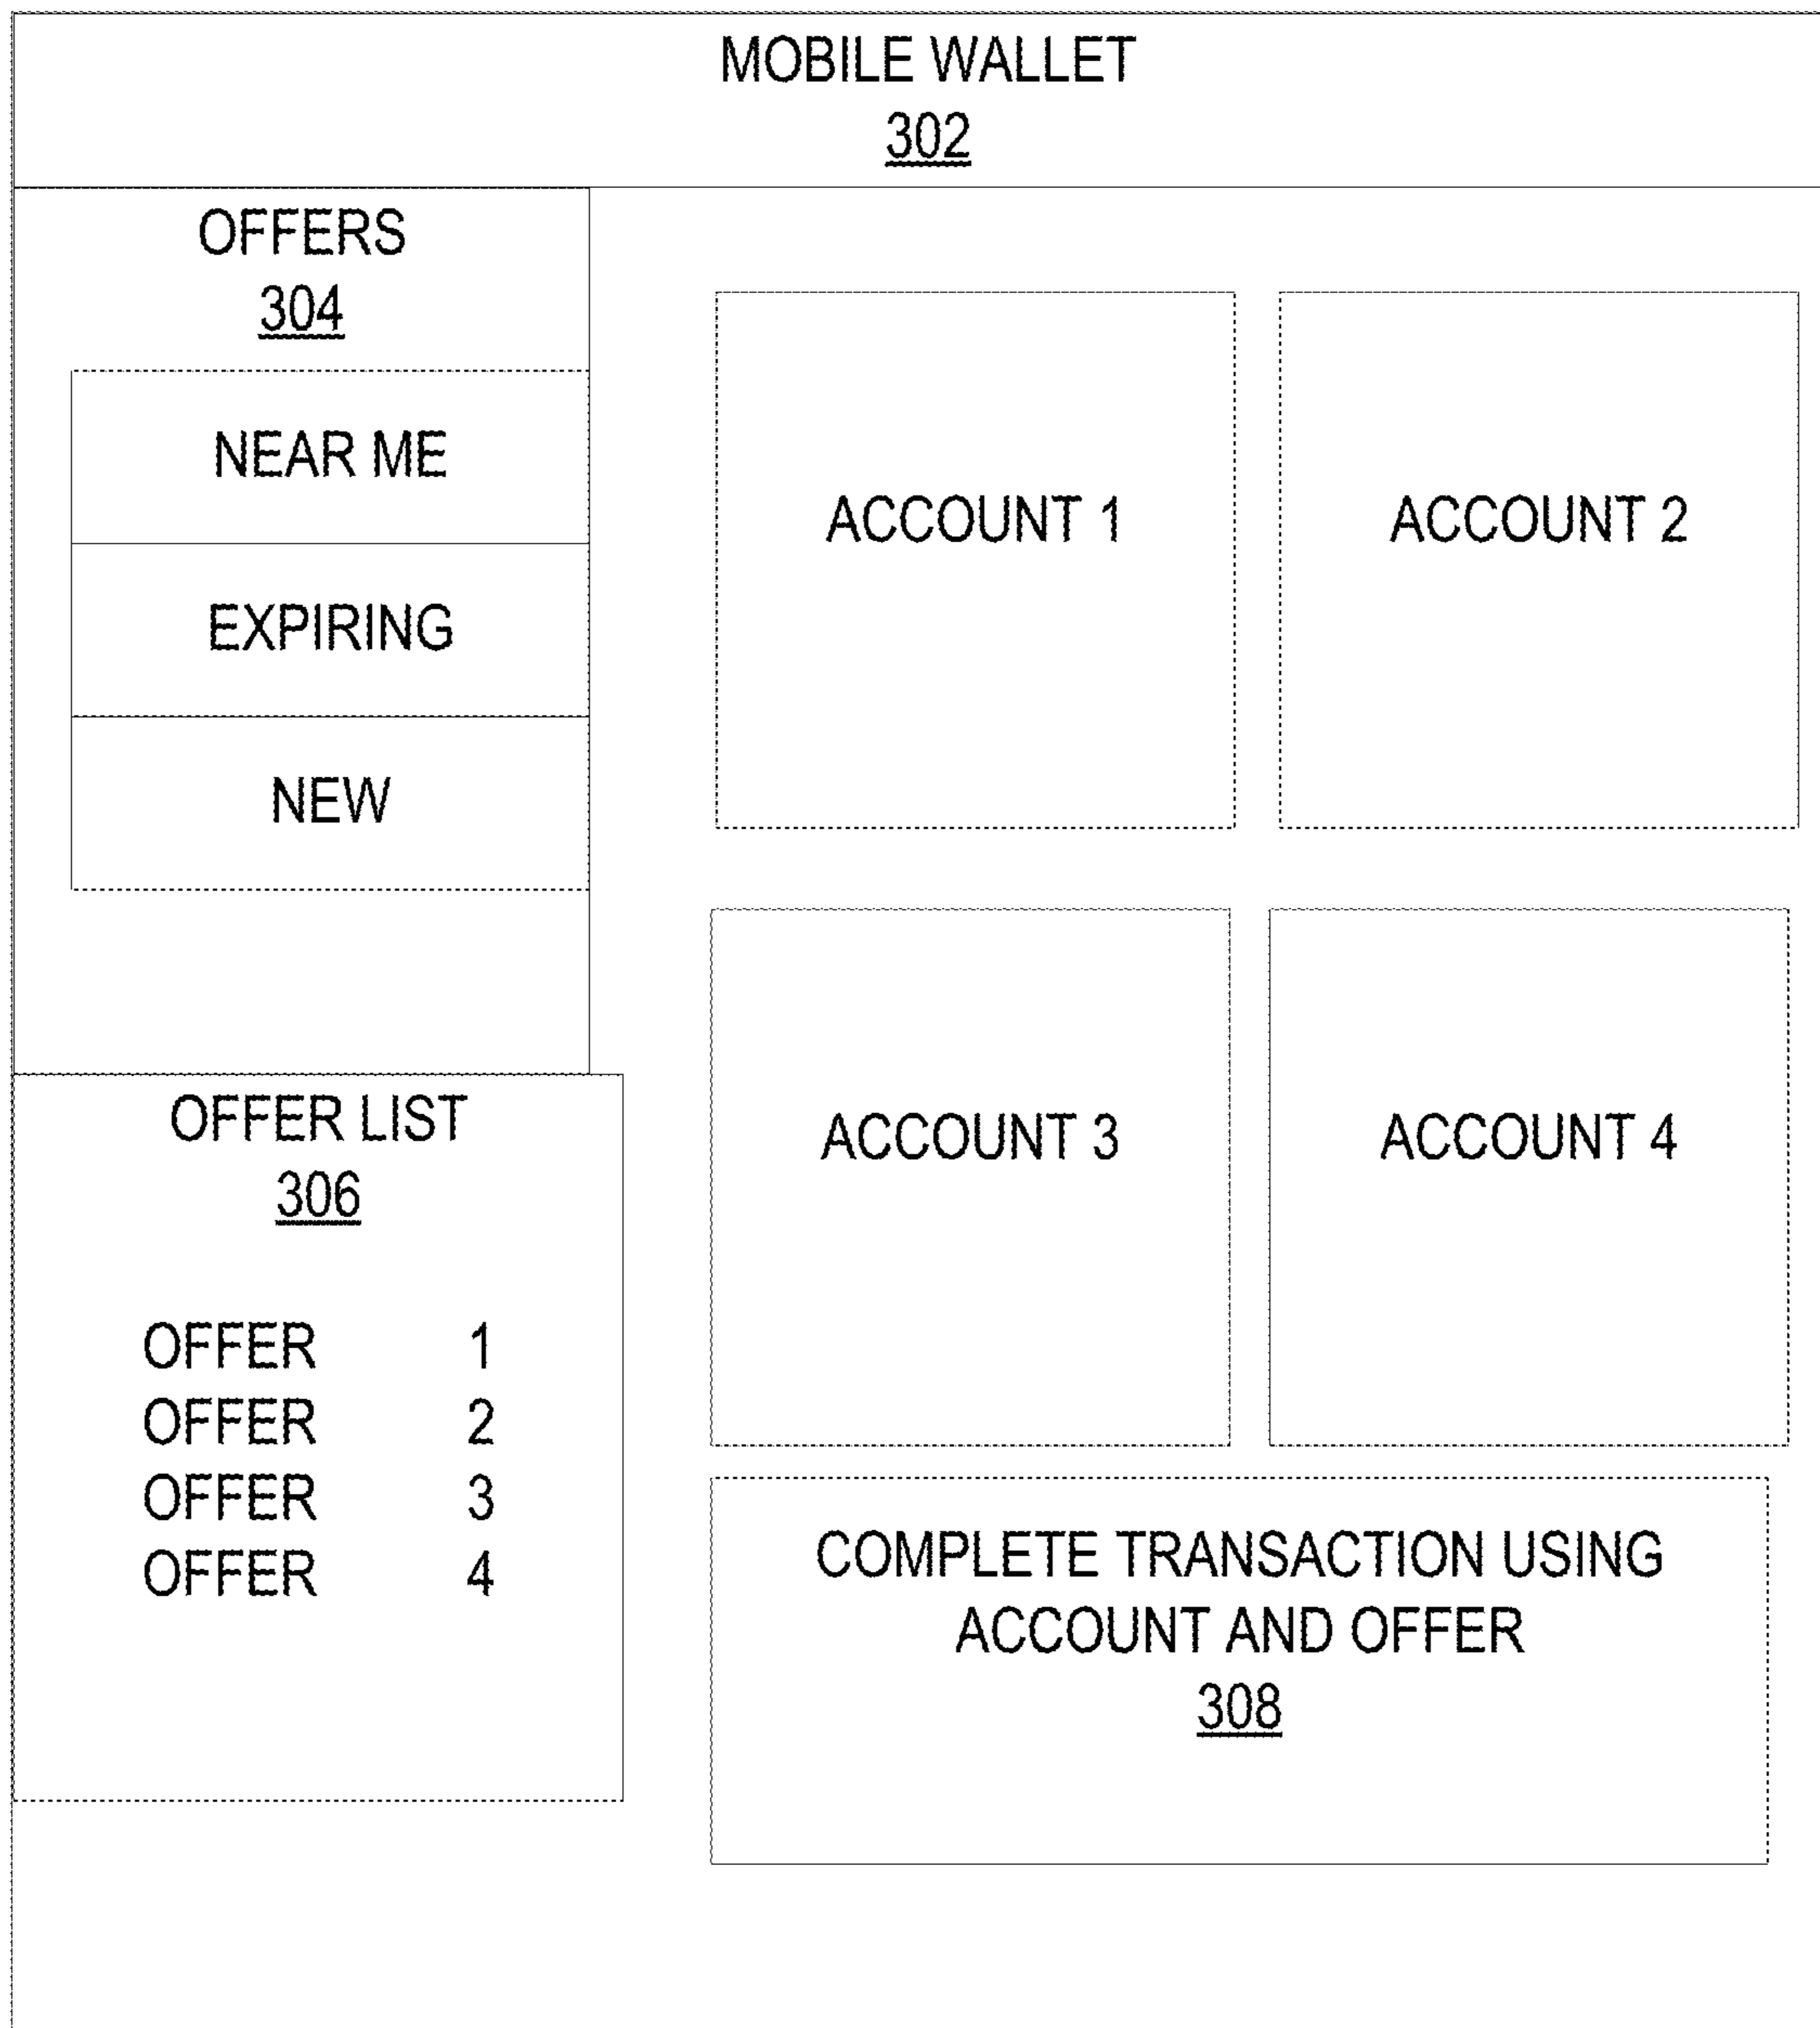 MOBILE WALLET
302
OFFERS
304
NEAR ME
EXPIRING
NEW
OFFER LIST
306
OFFER 1
OFFER 2
OFFER 3
OFFER 4
ACCOUNT 1
ACCOUNT 2
ACCOUNT 3
ACCOUNT 4
COMPLETE TRANSACTION USING
ACCOUNT AND OFFER
308